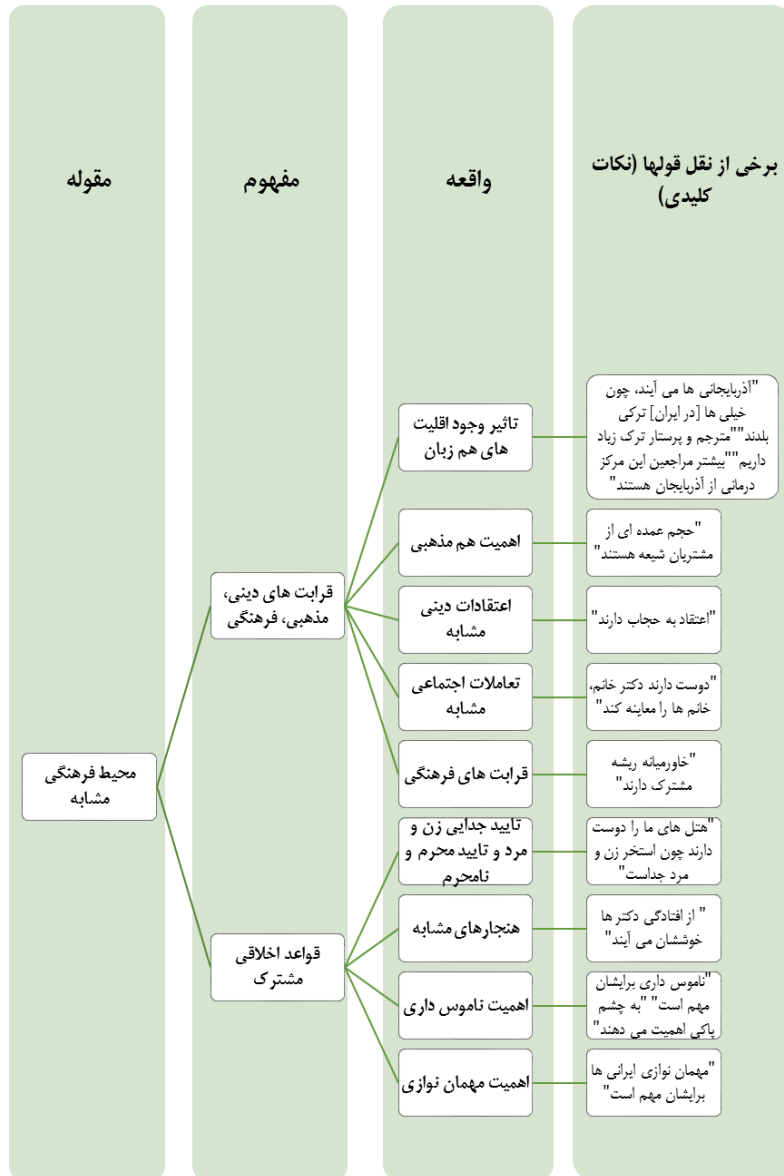 برخی از نقل قولها (نکات
کلیدی)
واقعه
مفهوم
مقوله
"آذربایجانی ها می آیند، چون
خیلی ها [در ایران] ترکی
بلدند""مترجم و پرستار ترک زیاد
داریم""بیشتر مراجعین این مرکز
درمانی از آذربایجان هستند"
تاثیر وجود اقلیت
های هم زبان
"حجم عمده ای از
مشتریان شیعه هستند"
اهمیت هم مذهبی
"اعتقاد به حجاب دارند"
اعتقادات دینی
مشابه
"دوست دارند دکتر خانم،
خانم ها را معاینه کند"
تعاملات اجتماعی
مشابه
"خاورمیانه ریشه
مشترک دارند"
قرابت های فرهنگی
قرابت های دینی،
مذهبی، فرهنگی
"هتل های ما را دوست
دارند چون استخر زن و
مرد جداست"
تایید جدایی زن و
مرد و تایید محرم و
نامحرم
" از افتادگی دکتر ها
خوششان می آیند"
هنجارهای مشابه
"ناموس داری برایشان
مهم است" "به چشم
پاکی اهمیت می دهند"
اهمیت ناموس داری
"مهمان نوازی ایرانی ها
برایشان مهم است"
اهمیت مهمان نوازی
قواعد اخلاقی
مشترک
محیط فرهنگی
مشابه